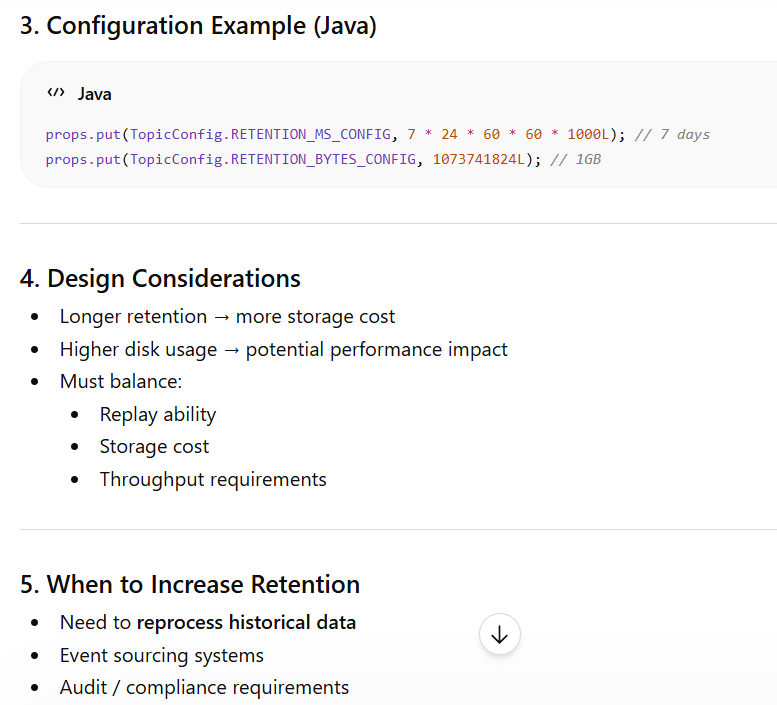 3. Configuration Example (Java)
</> Java
props.put(TopicConfig.RETENTION_MS_CONFIG, 7 * 24 * 60 * 60 * 1000L); // 7 days
props.put(TopicConfig.RETENTION_BYTES_CONFIG, 1073741824L); // 1GB
4. Design Considerations
• Longer retention → more storage cost
• Higher disk usage → potential performance impact
• Must balance:
• Replay ability
• Storage cost
• Throughput requirements
5. When to Increase Retention
• Need to reprocess historical data
• Event sourcing systems
• Audit / compliance requirements